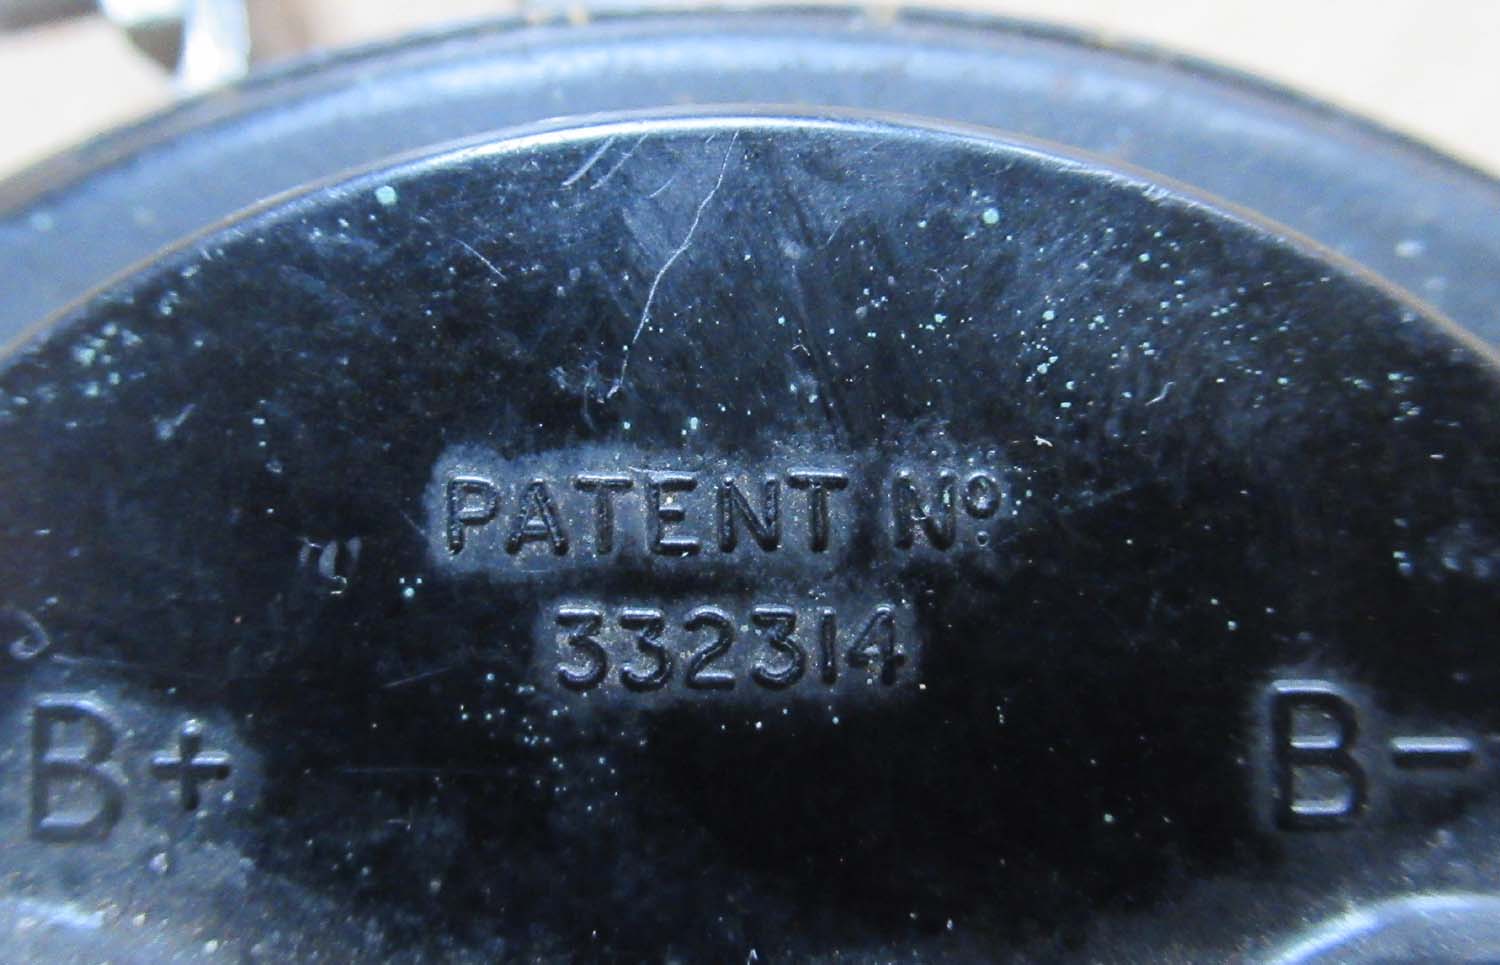 PATENT Nº
332314
B+ B-